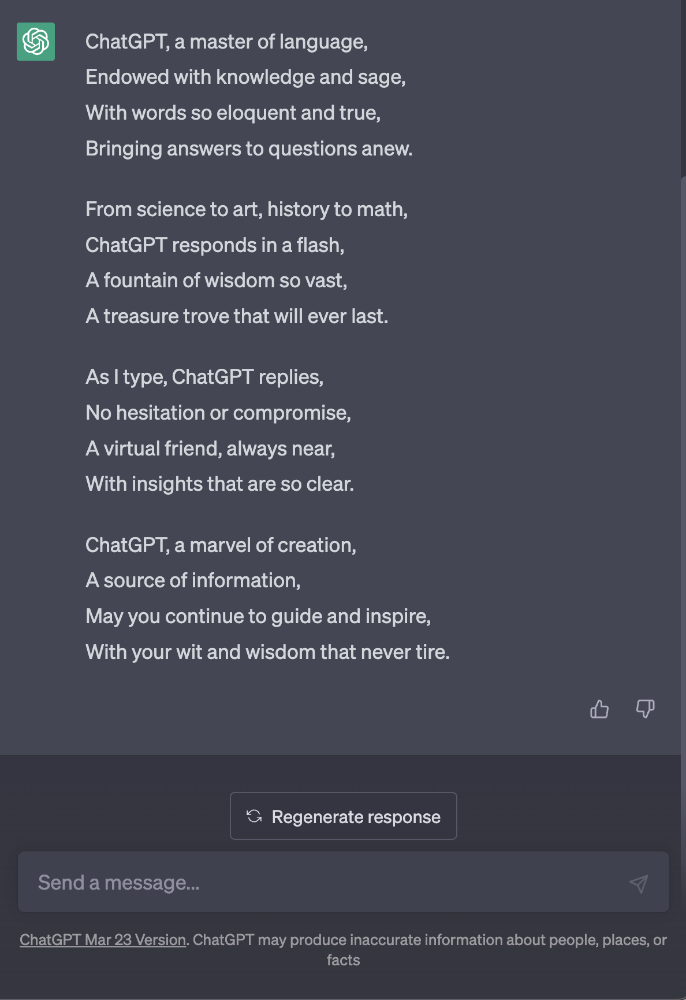 ChatGPT, a master of language,
Endowed with knowledge and sage,
With words so eloquent and true,
Bringing answers to questions anew.
From science to art, history to math,
ChatGPT responds in a flash,
A fountain of wisdom so vast,
A treasure trove that will ever last.
As I type, ChatGPT replies,
No hesitation or compromise,
A virtual friend, always near,
With insights that are so clear.
ChatGPT, a marvel of creation,
A source of information,
May you continue to guide and inspire,
With your wit and wisdom that never tire.
Regenerate response
Send a message...
ChatGPT Mar 23 Version. ChatGPT may produce inaccurate information about people, places, or
facts